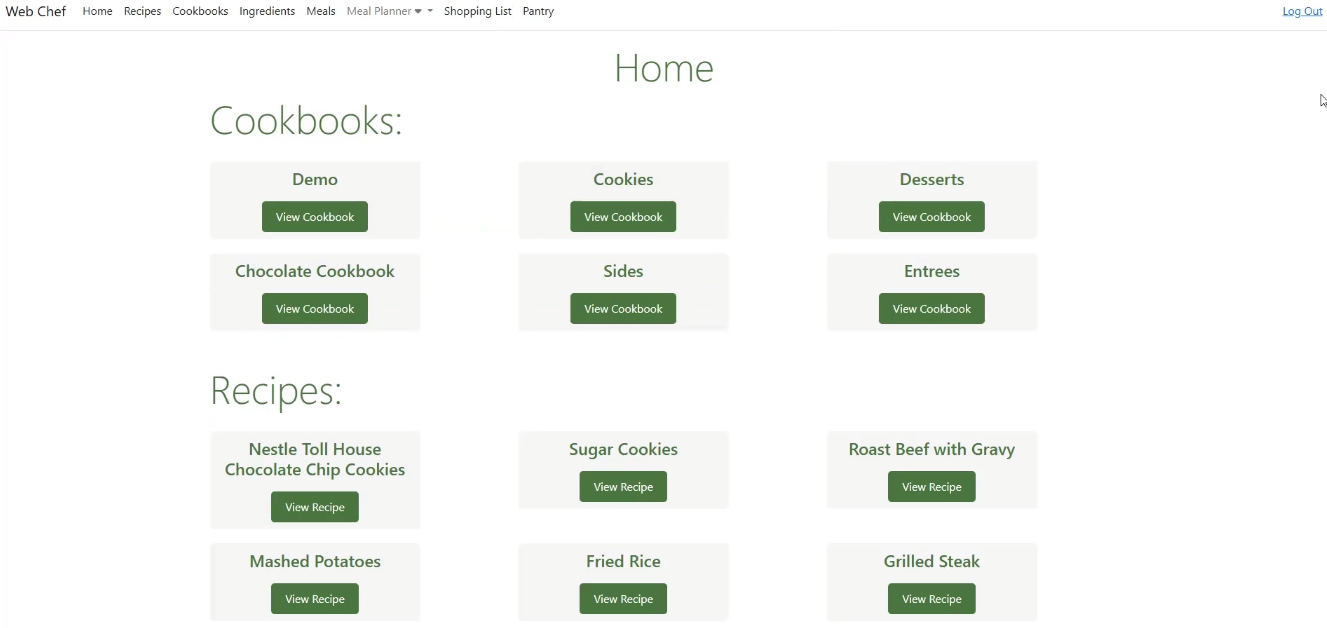 Web Chef Home Recipes Cookbooks Ingredients Meals Meal Planner Shopping List Pantry Log Out
Home
Cookbooks:
Demo Cookies Desserts
View Cookbook View Cookbook View Cookbook
Chocolate Cookbook Sides Entrees
View Cookbook View Cookbook View Cookbook
Recipes:
Nestle Toll House
Chocolate Chip Cookies
View Recipe
Sugar Cookies
View Recipe
Roast Beef with Gravy
View Recipe
Mashed Potatoes Fried Rice Grilled Steak
View Recipe View Recipe View Recipe